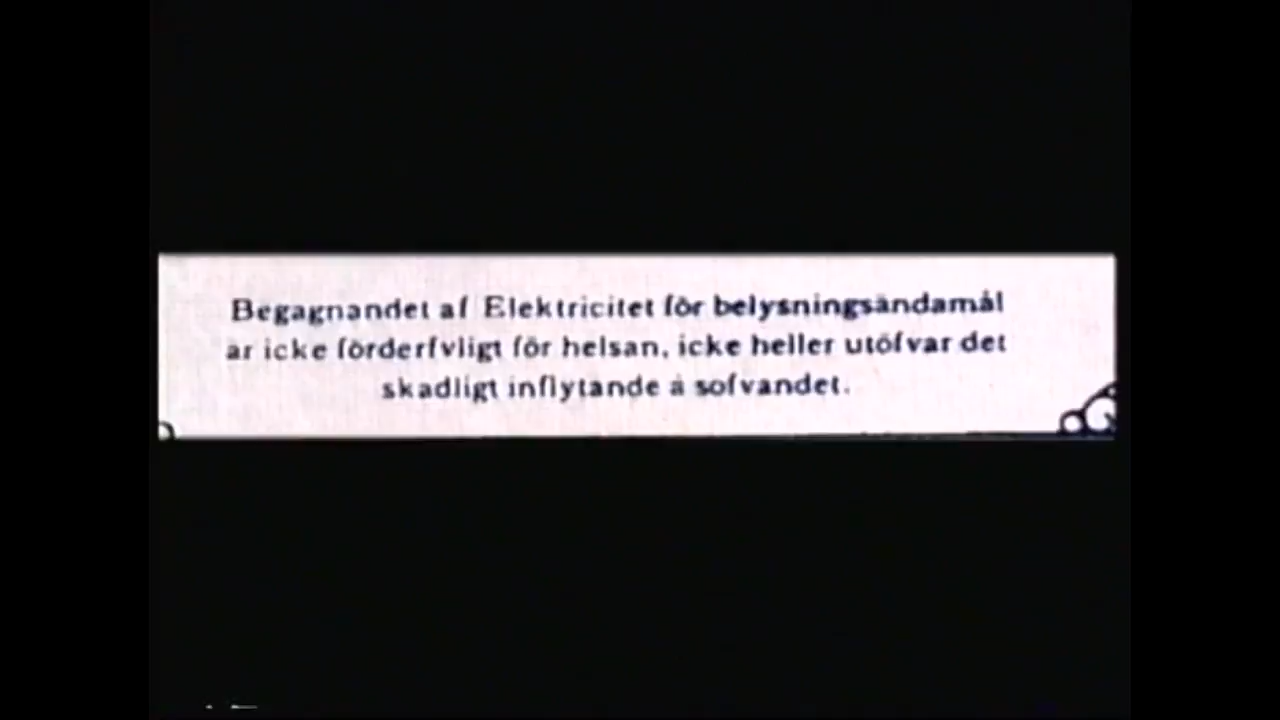 Begagnandet af Elektricitet för belysningsändamål
är icke förderfvligt för helsan, icke heller utöfvar det
skadligt inflytande å sofvandet.